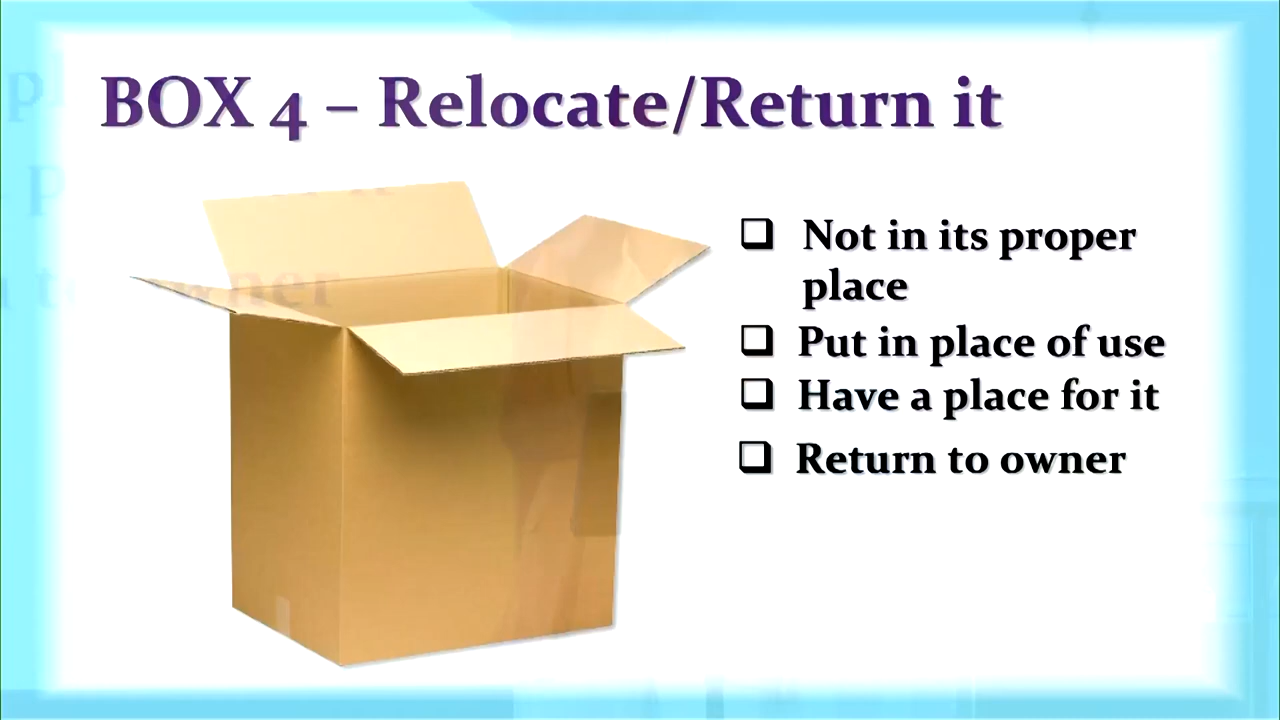 BOX 4 – Relocate/Return it
❑ Not in its proper
place
❑ Put in place of use
❑ Have a place for it
❑ Return to owner
owner